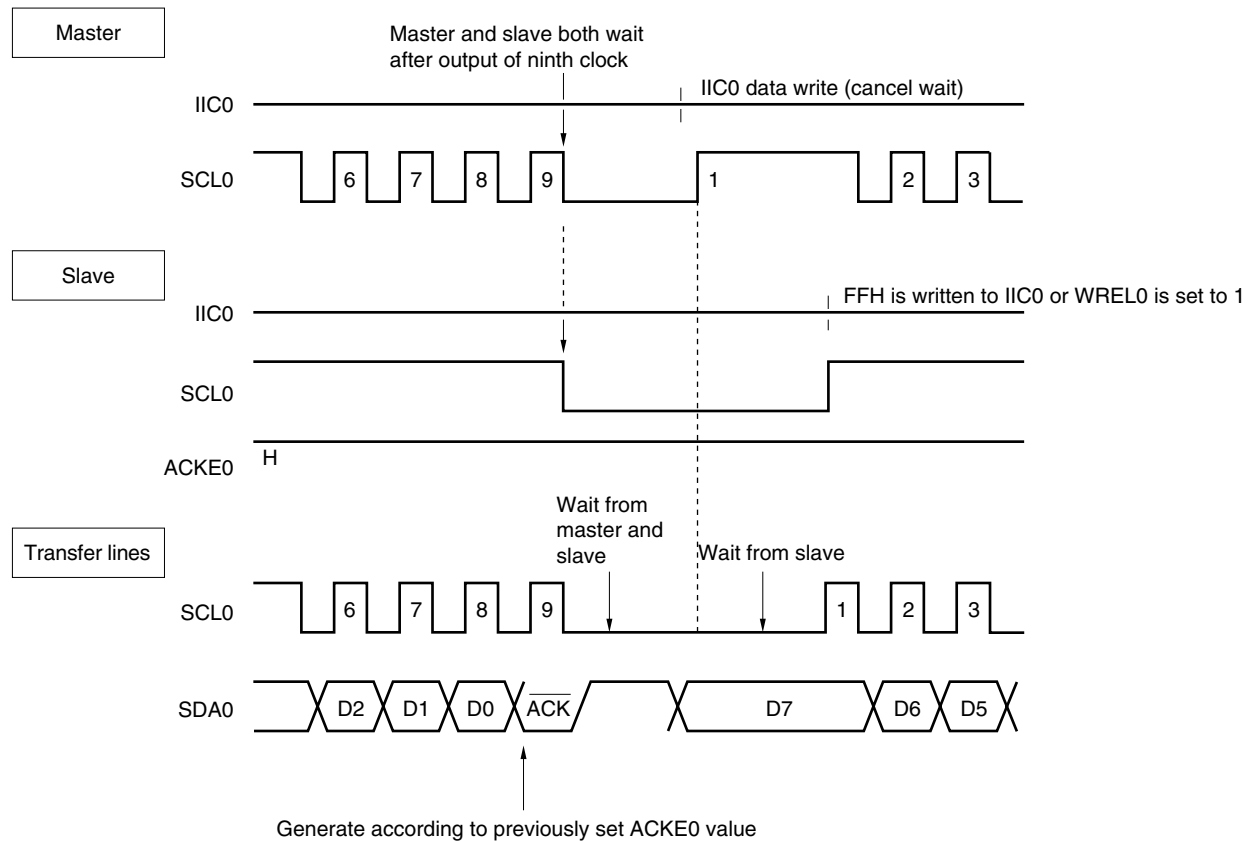 Master
Master and slave both wait
after output of ninth clock
IIC0
IIC0 data write (cancel wait)
SCL0
6 7 8 9 1 2 3
Slave
FFH is written to IIC0 or WREL0 is set to 1
IIC0
SCL0
H
ACKE0
Wait from
master and
slave
Wait from slave
Transfer lines
SCL0
6 7 8 9 1 2 3
SDA0
D2 D1 D0 ACK D7 D6 D5
Generate according to previously set ACKE0 value